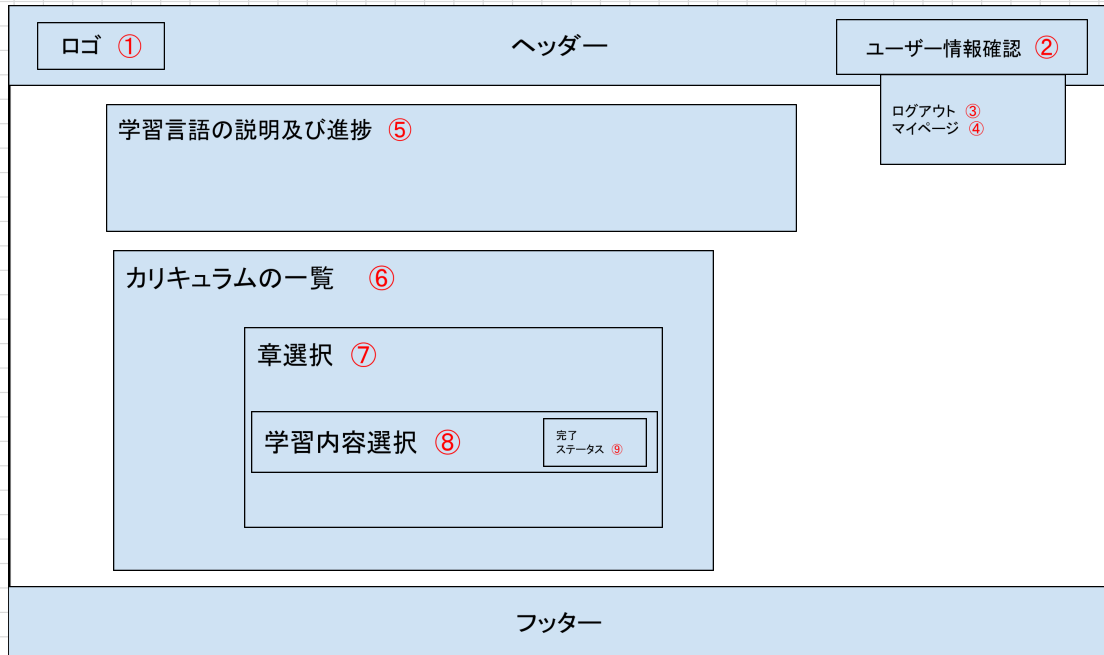 ロゴ ①
ヘッダー
ユーザー情報確認 ②
ログアウト ③
マイページ ④
学習言語の説明及び進捗 ⑤
カリキュラムの一覧 ⑥
章選択 ⑦
学習内容選択 ⑧
完了
ステータス ⑨
フッター